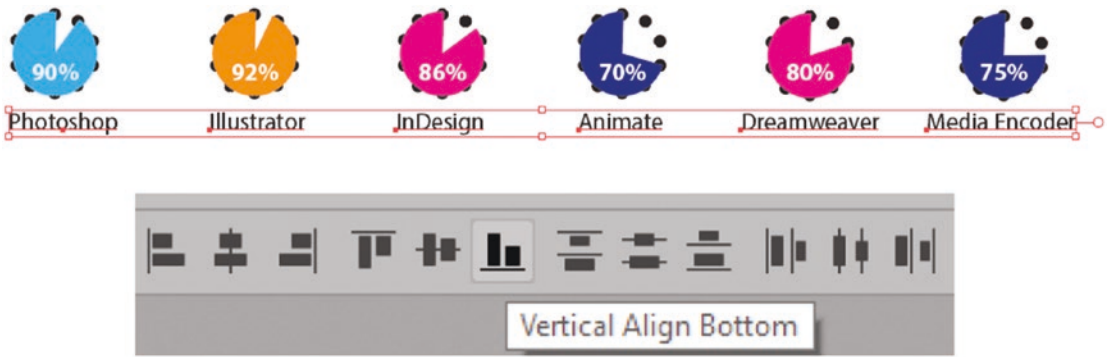 90% 92% 86% 70% 80% 75%
Photoshop Illustrator InDesign Animate Dreamweaver Media Encoder
Vertical Align Bottom